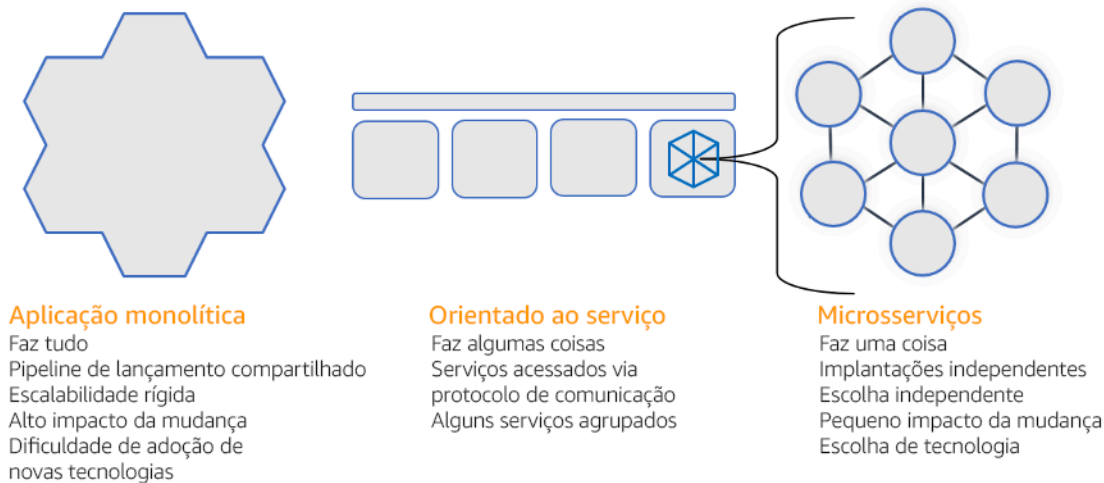 Aplicação monolítica
Faz tudo
Pipeline de lançamento compartilhado
Escalabilidade rígida
Alto impacto da mudança
Dificuldade de adoção de
novas tecnologias
Orientado ao serviço
Faz algumas coisas
Serviços acessados via
protocolo de comunicação
Alguns serviços agrupados
Microsserviços
Faz uma coisa
Implantações independentes
Escolha independente
Pequeno impacto da mudança
Escolha de tecnologia